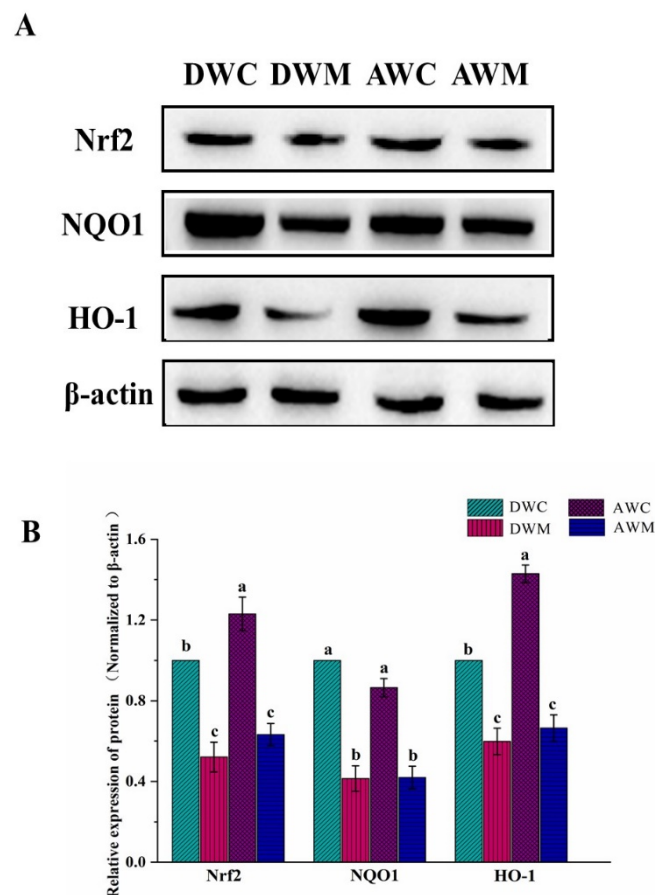 A
DWC DWM AWC AWM
Nrf2
NQO1
HO-1
β-actin
B
Relative expression of protein（Normalized to β-actin）
DWC AWC
DWM AWM
1.6
1.2
0.8
0.4
0.0
b c a c
a b a b
b c a c
Nrf2 NQO1 HO-1